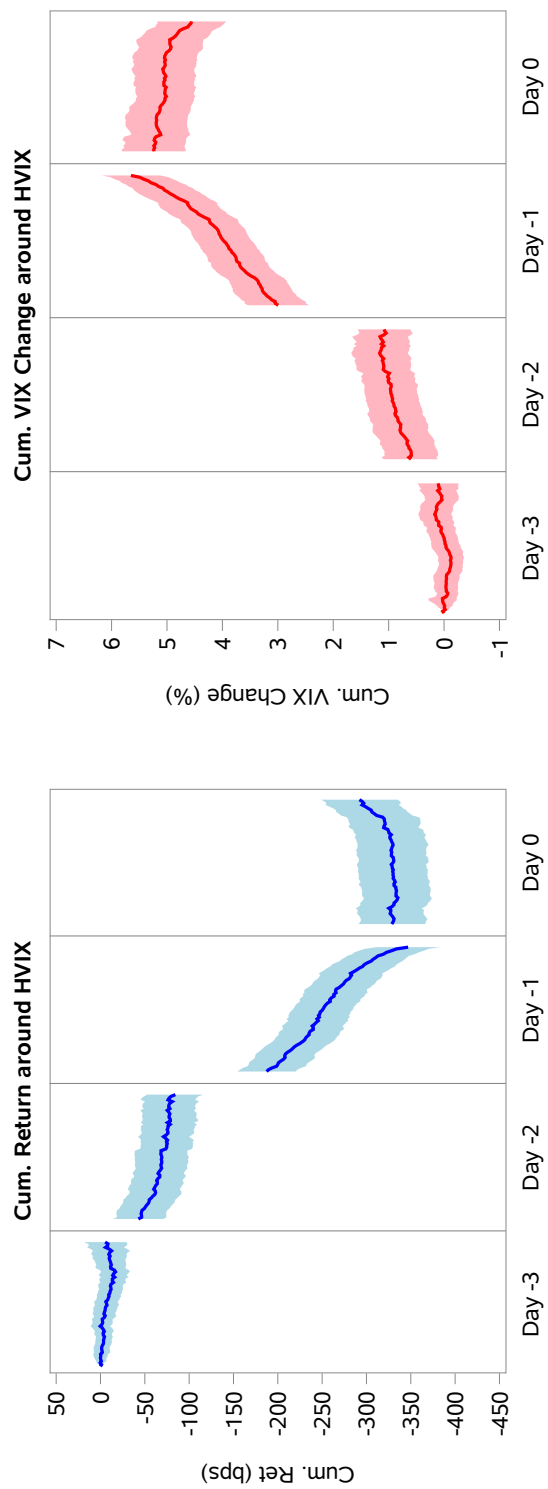 Cum. Return around HVIX
Cum. Ret (bps)
50
0
-50
-100
-150
-200
-250
-300
-350
-400
-450
Day -3
Day -2
Day -1
Day 0
Cum. VIX Change around HVIX
Cum. VIX Change (%)
7
6
5
4
3
2
1
0
-1
Day -3
Day -2
Day -1
Day 0